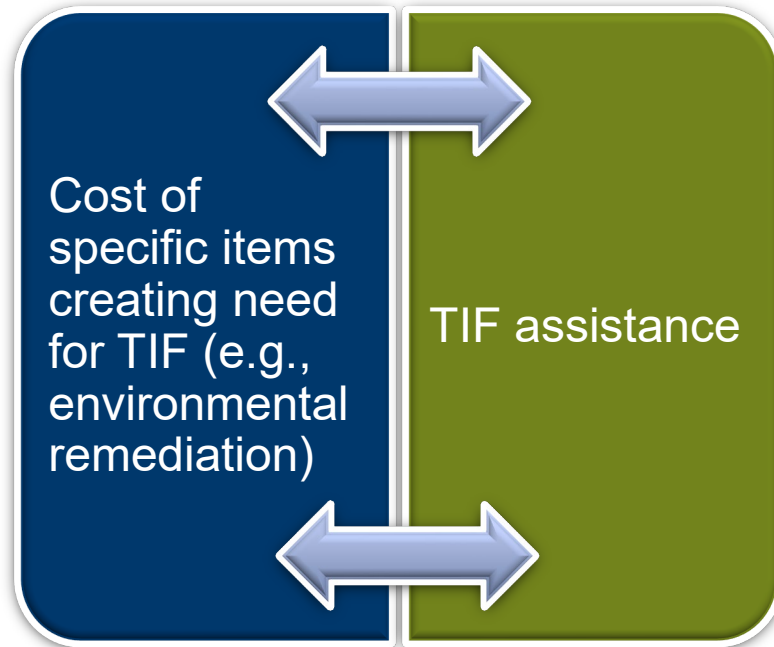 Cost of
specific items
creating need
for TIF (e.g.,
environmental
remediation)
TIF assistance